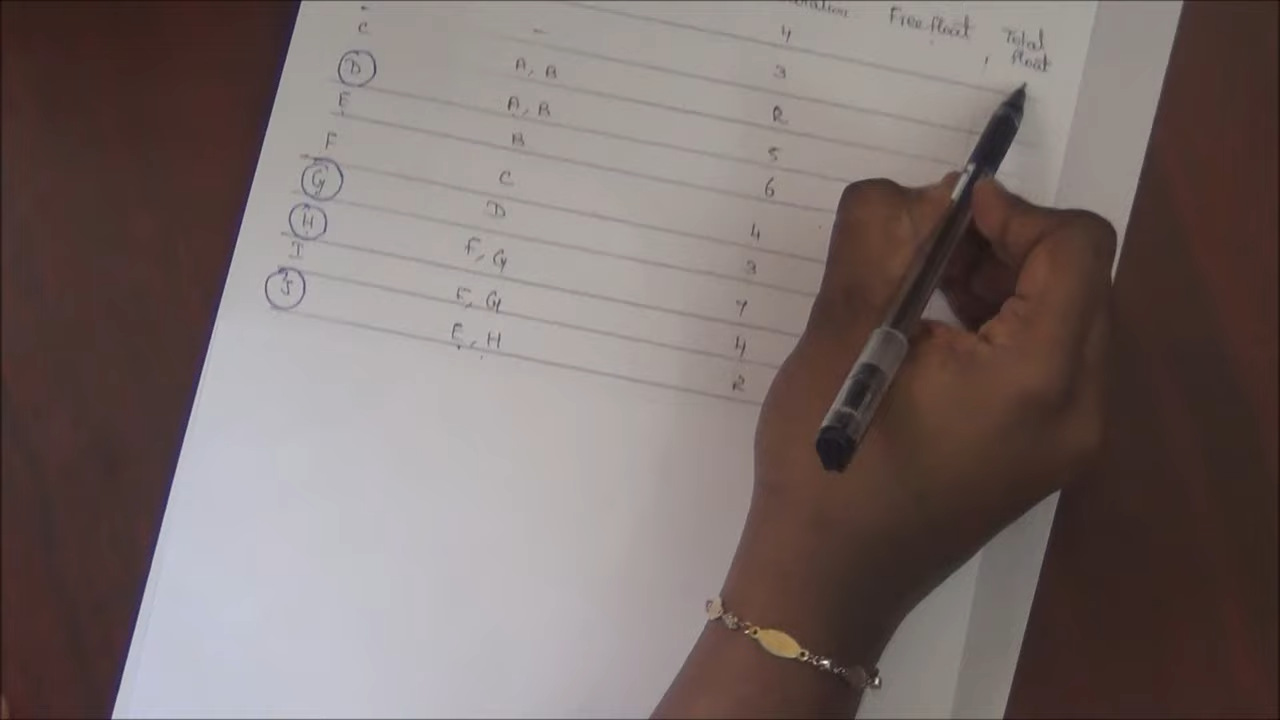 Free float Total float
4
- 3
C A, B 2
D A, B 5
E B 6
F C 4
G D 3
H F, G 7
I E, G 4
J E, H 2